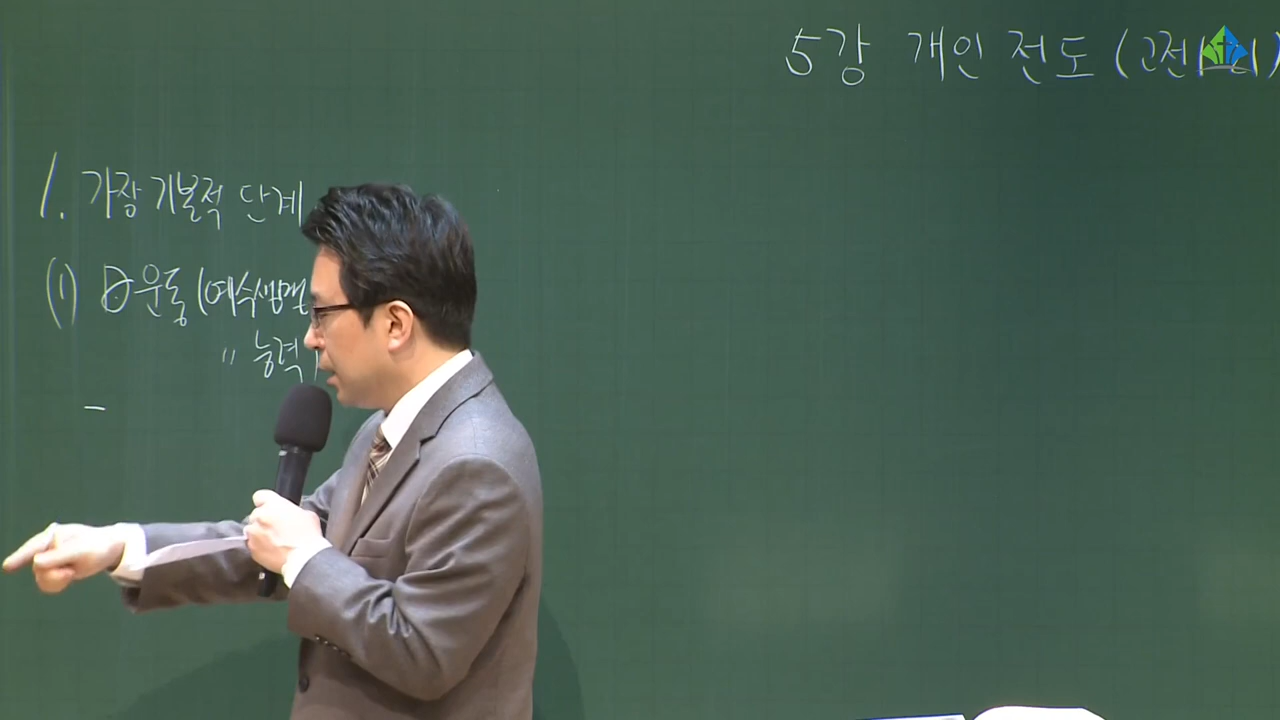 5강 개인 전도 (고전1:
1. 가장 기본적 단계
(1) 운동 (예수생명
" 능력
-